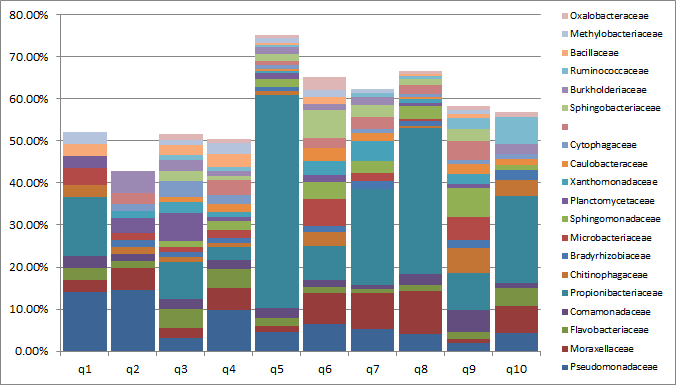 80.00%
70.00%
60.00%
50.00%
40.00%
30.00%
20.00%
10.00%
0.00%
q1 q2 q3 q4 q5 q6 q7 q8 q9 q10
Oxalobacteraceae
Methylobacteriaceae
Bacillaceae
Ruminococcaceae
Burkholderiaceae
Sphingobacteriaceae
Cytophagaceae
Caulobacteraceae
Xanthomonadaceae
Planctomycetaceae
Sphingomonadaceae
Microbacteriaceae
Bradyrhizobiaceae
Chitinophagaceae
Propionibacteriaceae
Comamonadaceae
Flavobacteriaceae
Moraxellaceae
Pseudomonadaceae